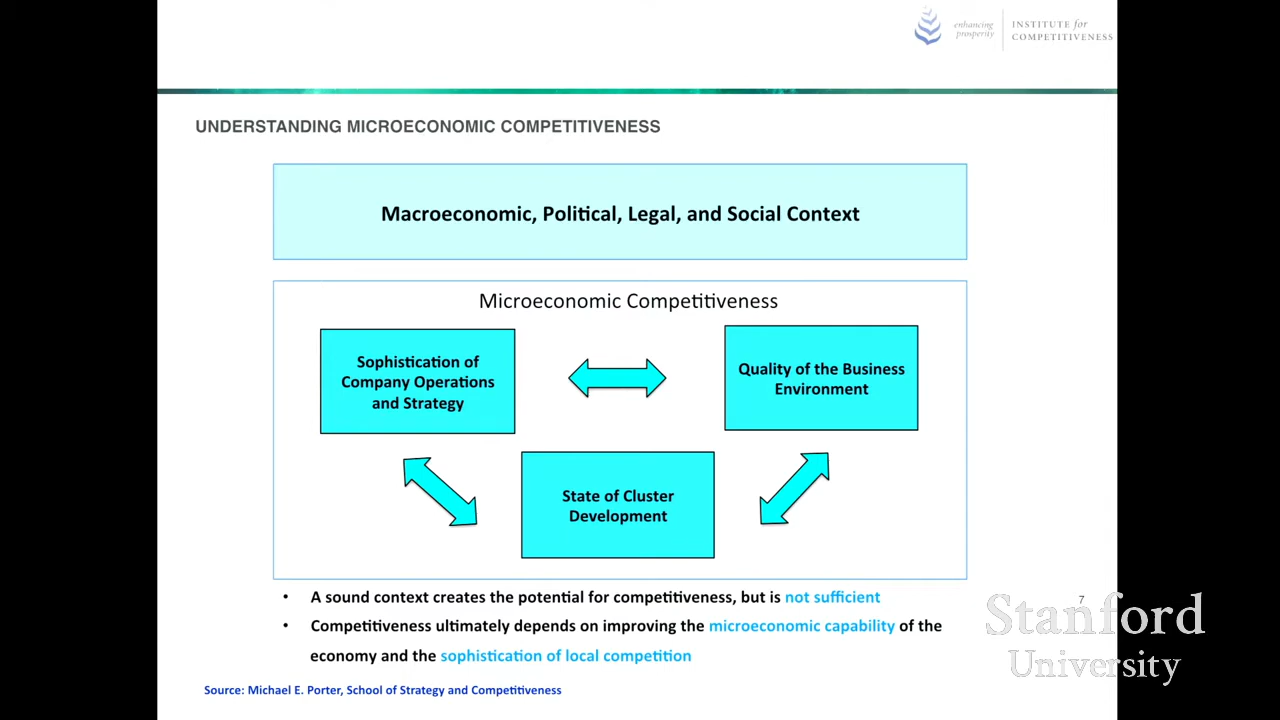 enhancing
prosperity
INSTITUTE for
COMPETITIVENESS
UNDERSTANDING MICROECONOMIC COMPETITIVENESS
Macroeconomic, Political, Legal, and Social Context
Microeconomic Competitiveness
Sophistication of
Company Operations
and Strategy
Quality of the Business
Environment
State of Cluster
Development
• A sound context creates the potential for competitiveness, but is not sufficient
• Competitiveness ultimately depends on improving the microeconomic capability of the
economy and the sophistication of local competition
7
Stanford
University
Source: Michael E. Porter, School of Strategy and Competitiveness